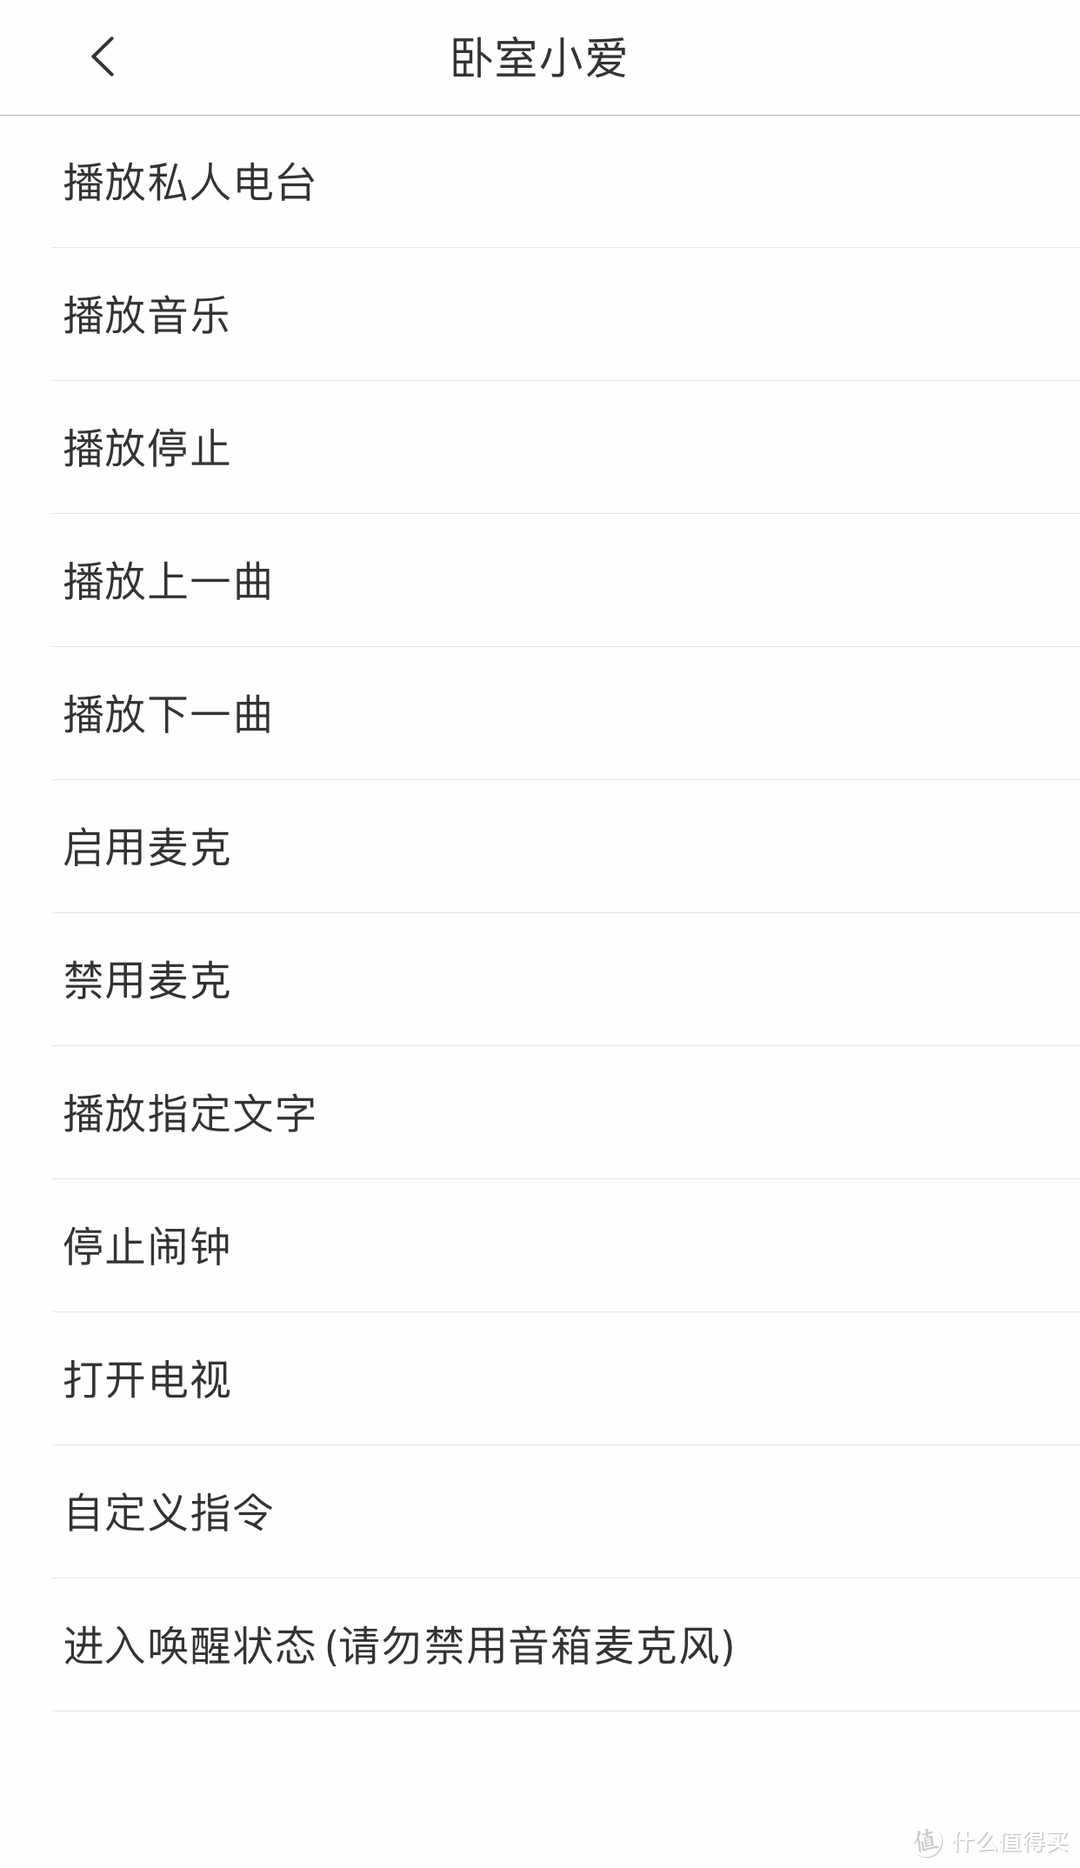 卧室小爱
播放私人电台
播放音乐
播放停止
播放上一曲
播放下一曲
启用麦克
禁用麦克
播放指定文字
停止闹钟
打开电视
自定义指令
进入唤醒状态(请勿禁用音箱麦克风)
值 什么值得买